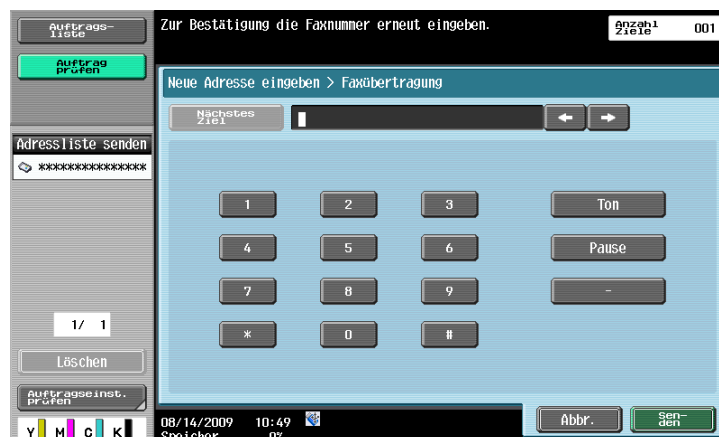 Auftrags-
liste
Zur Bestätigung die Faxnummer erneut eingeben.
Anzahl
Ziele
001
Auftrag
prüfen
Neue Adresse eingeben > Faxübertragung
Nächstes
Ziel
Adressliste senden
***************
1 2 3 Ton
4 5 6 Pause
7 8 9 -
* 0 #
1/ 1
Löschen
Auftragseinst.
prüfen
Abbr.
Sen-
den
08/14/2009 10:49
Speicher 0%
Y M C K